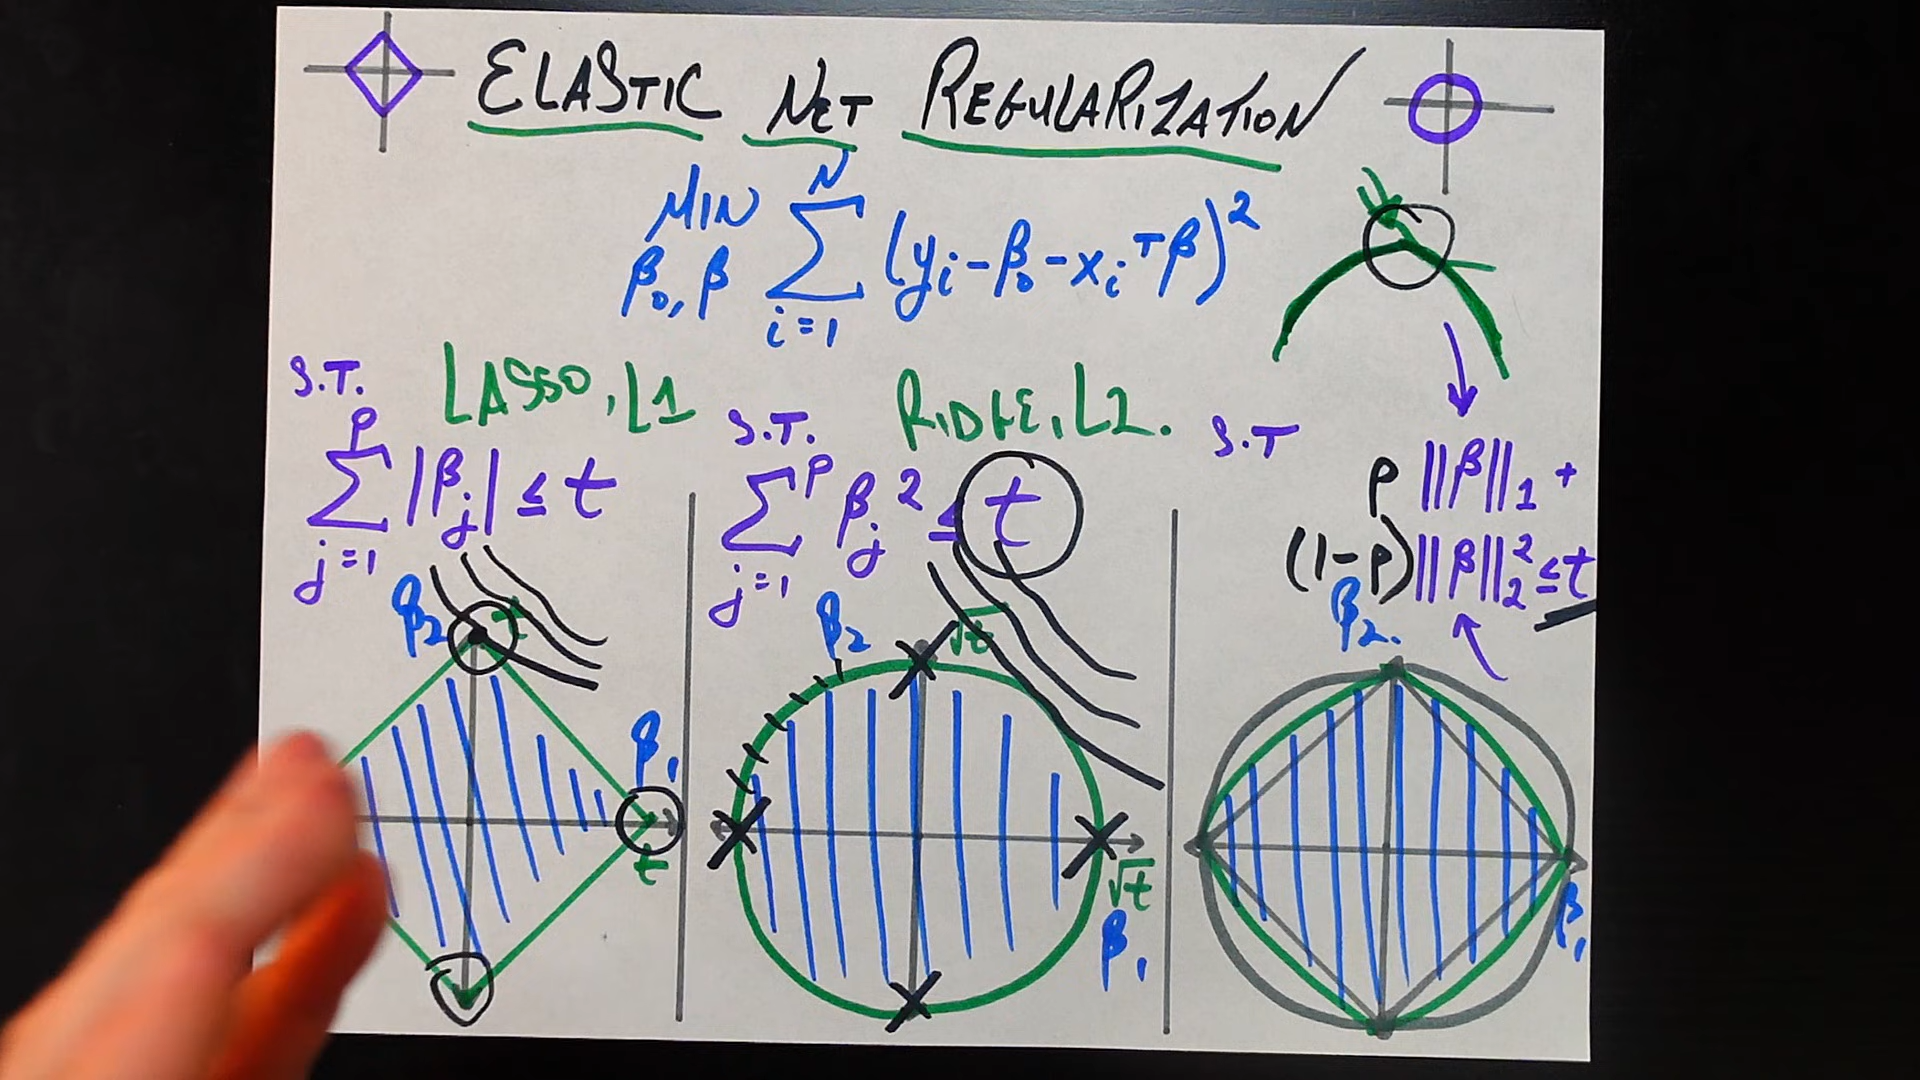 ELASTIC NET REGULARIZATION
MIN β₀, β N ∑ i=1 (yi - β₀ - xiᵀβ)²
S.T. LASSO, L1
p ∑ j=1 |βj| ≤ t
β₂
t
β₁
t
S.T. RIDGE, L2.
p ∑ j=1 βj² ≤ t
β₂
√t
√t
β₁
S.T
ρ ||β||₁ +
(1-ρ) ||β||₂² ≤ t
β₂.
β₁